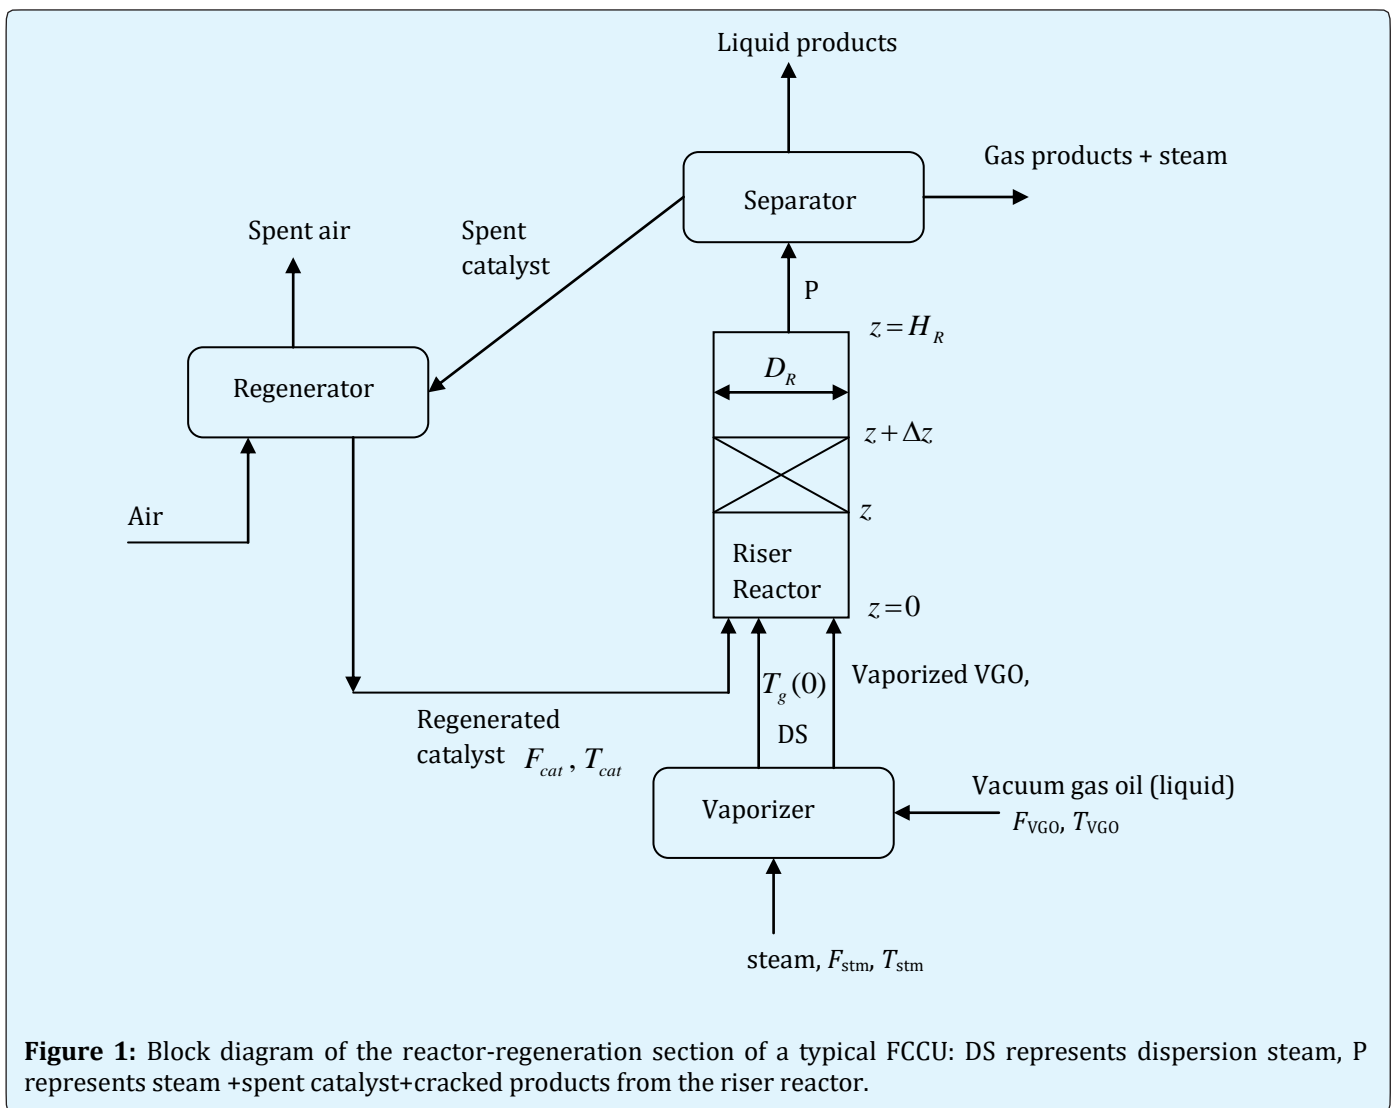 Liquid products
Gas products + steam
Separator
Spent air
Spent
catalyst
P
z = H_R
D_R
Regenerator
z + Δz
z
Air
Riser
Reactor
z = 0
T_g(0)
Vaporized VGO,
DS
Regenerated
catalyst F_cat , T_cat
Vaporizer
Vacuum gas oil (liquid)
F_VGO, T_VGO
steam, F_stm, T_stm
Figure 1: Block diagram of the reactor-regeneration section of a typical FCCU: DS represents dispersion steam, P
represents steam +spent catalyst+cracked products from the riser reactor.